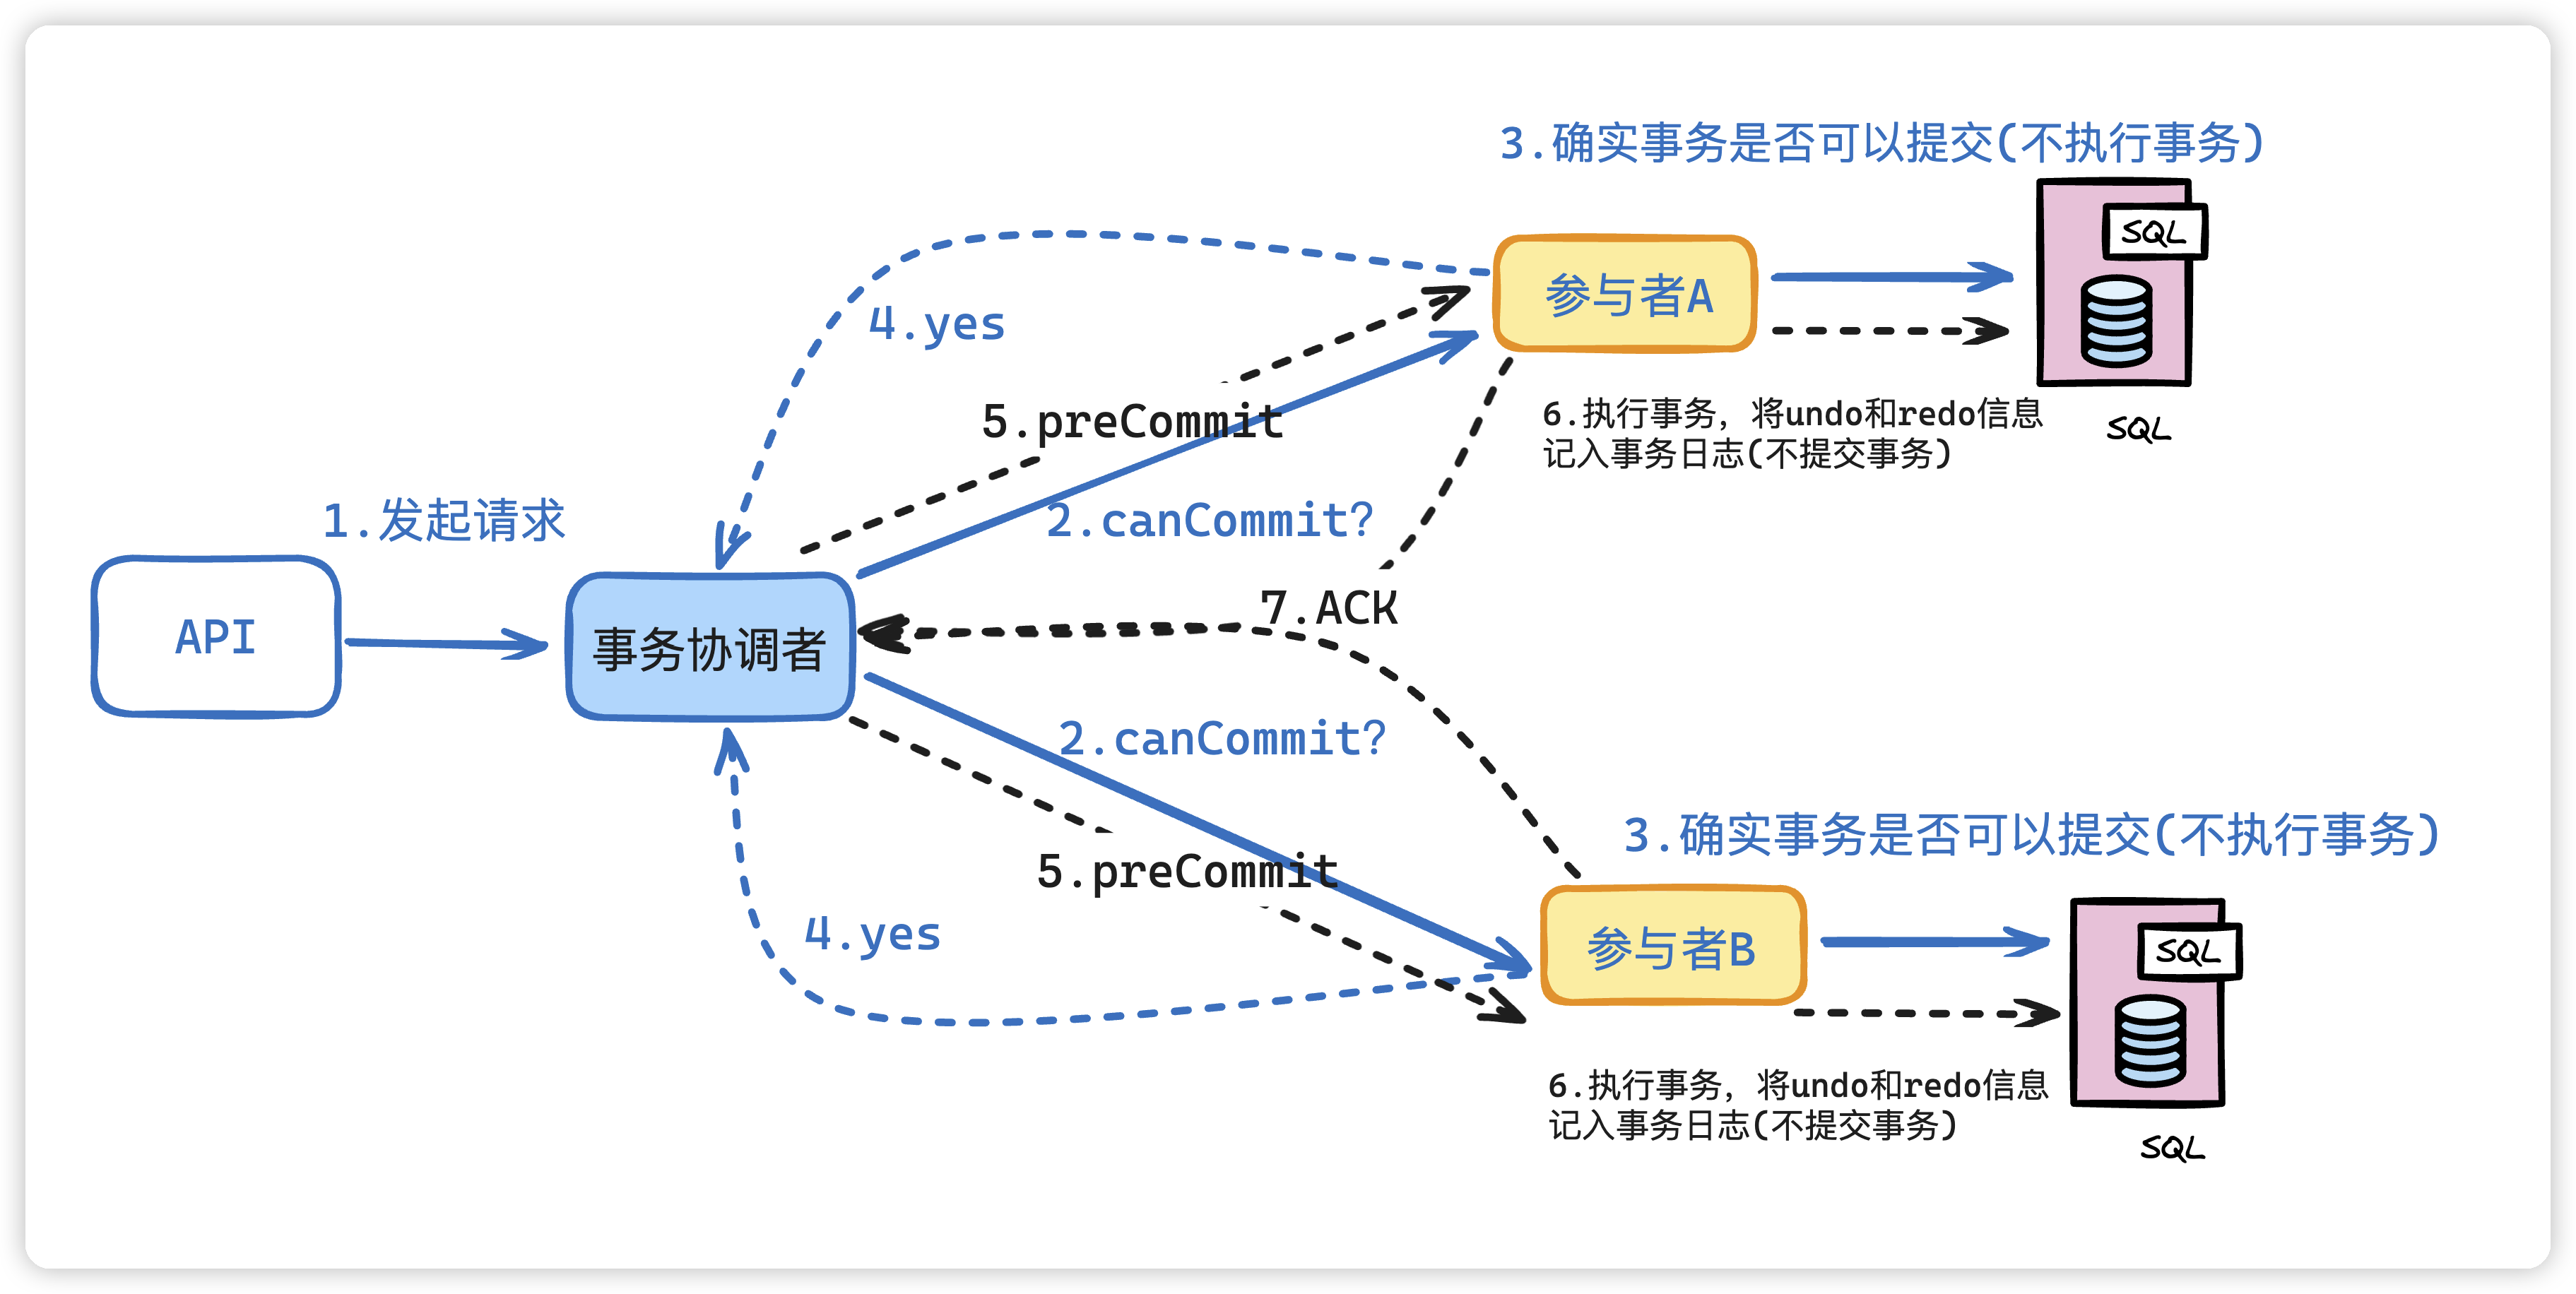 3.确实事务是否可以提交(不执行事务)
SQL
参与者A
4.yes
5.preCommit
6.执行事务，将undo和redo信息
记入事务日志(不提交事务)
SQL
1.发起请求
2.canCommit?
API
事务协调者
7.ACK
2.canCommit?
3.确实事务是否可以提交(不执行事务)
5.preCommit
4.yes
参与者B
SQL
6.执行事务，将undo和redo信息
记入事务日志(不提交事务)
SQL